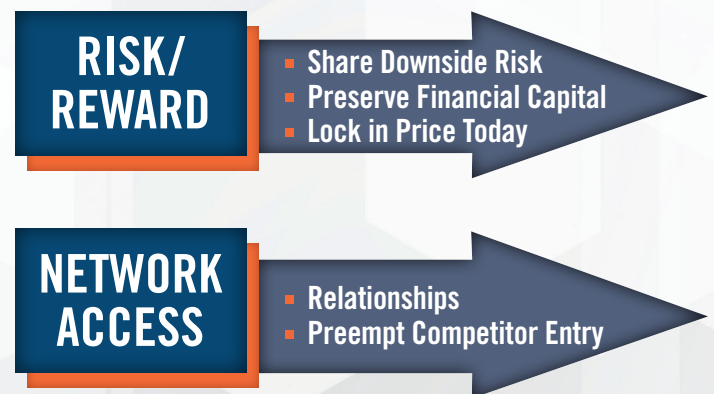 RISK/
REWARD
▪ Share Downside Risk
▪ Preserve Financial Capital
▪ Lock in Price Today
NETWORK
ACCESS
▪ Relationships
▪ Preempt Competitor Entry